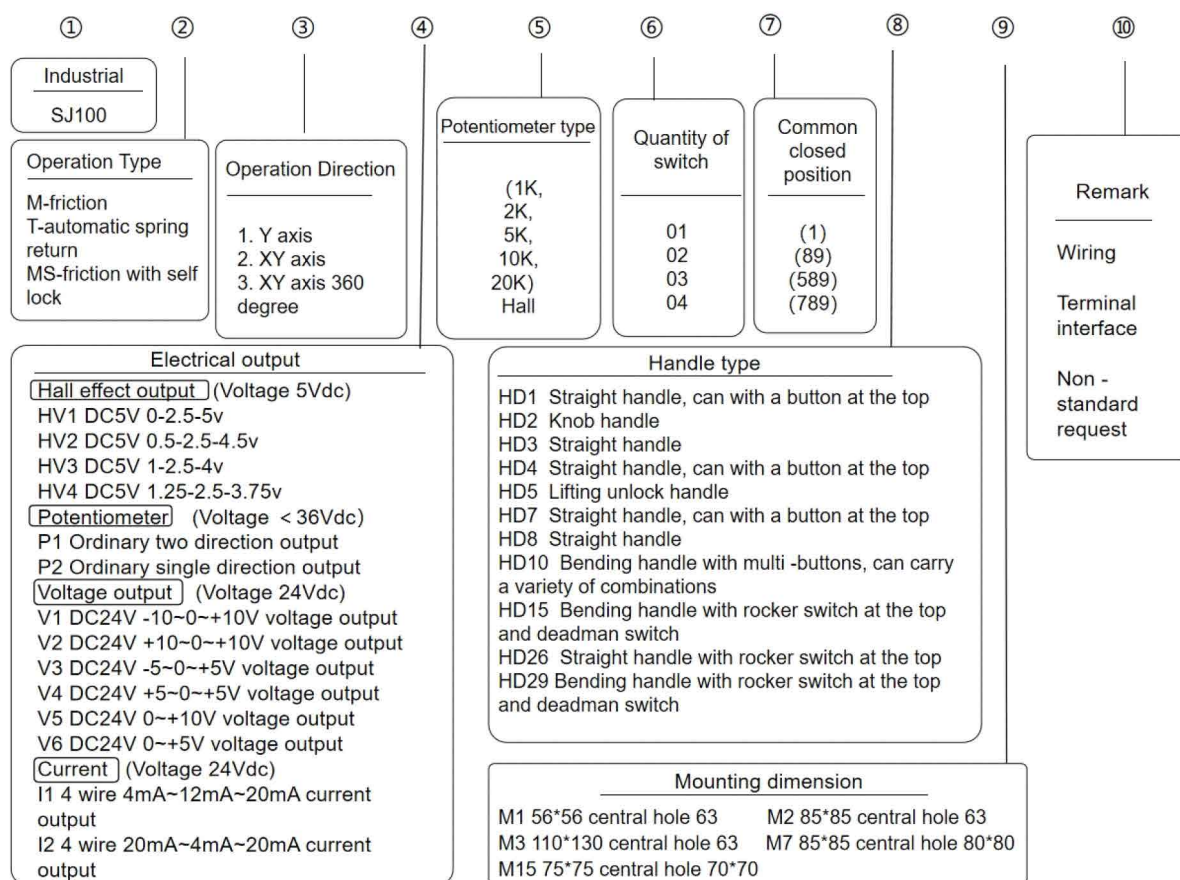 ① ② ③ ④ ⑤ ⑥ ⑦ ⑧ ⑨ ⑩
Industrial
SJ100
Operation Type
M-friction
T-automatic spring
return
MS-friction with self
lock
Operation Direction
1. Y axis
2. XY axis
3. XY axis 360
degree
Potentiometer type
(1K,
2K,
5K,
10K,
20K)
Hall
Quantity of
switch
01
02
03
04
Common
closed
position
(1)
(89)
(589)
(789)
Remark
Wiring
Terminal
interface
Non -
standard
request
Electrical output
Hall effect output (Voltage 5Vdc)
HV1 DC5V 0-2.5-5v
HV2 DC5V 0.5-2.5-4.5v
HV3 DC5V 1-2.5-4v
HV4 DC5V 1.25-2.5-3.75v
Potentiometer (Voltage < 36Vdc)
P1 Ordinary two direction output
P2 Ordinary single direction output
Voltage output (Voltage 24Vdc)
V1 DC24V -10~0~+10V voltage output
V2 DC24V +10~0~+10V voltage output
V3 DC24V -5~0~+5V voltage output
V4 DC24V +5~0~+5V voltage output
V5 DC24V 0~+10V voltage output
V6 DC24V 0~+5V voltage output
Current (Voltage 24Vdc)
I1 4 wire 4mA~12mA~20mA current
output
I2 4 wire 20mA~4mA~20mA current
output
Handle type
HD1 Straight handle, can with a button at the top
HD2 Knob handle
HD3 Straight handle
HD4 Straight handle, can with a button at the top
HD5 Lifting unlock handle
HD7 Straight handle, can with a button at the top
HD8 Straight handle
HD10 Bending handle with multi -buttons, can carry
a variety of combinations
HD15 Bending handle with rocker switch at the top
and deadman switch
HD26 Straight handle with rocker switch at the top
HD29 Bending handle with rocker switch at the top
and deadman switch
Mounting dimension
M1 56*56 central hole 63 M2 85*85 central hole 63
M3 110*130 central hole 63 M7 85*85 central hole 80*80
M15 75*75 central hole 70*70